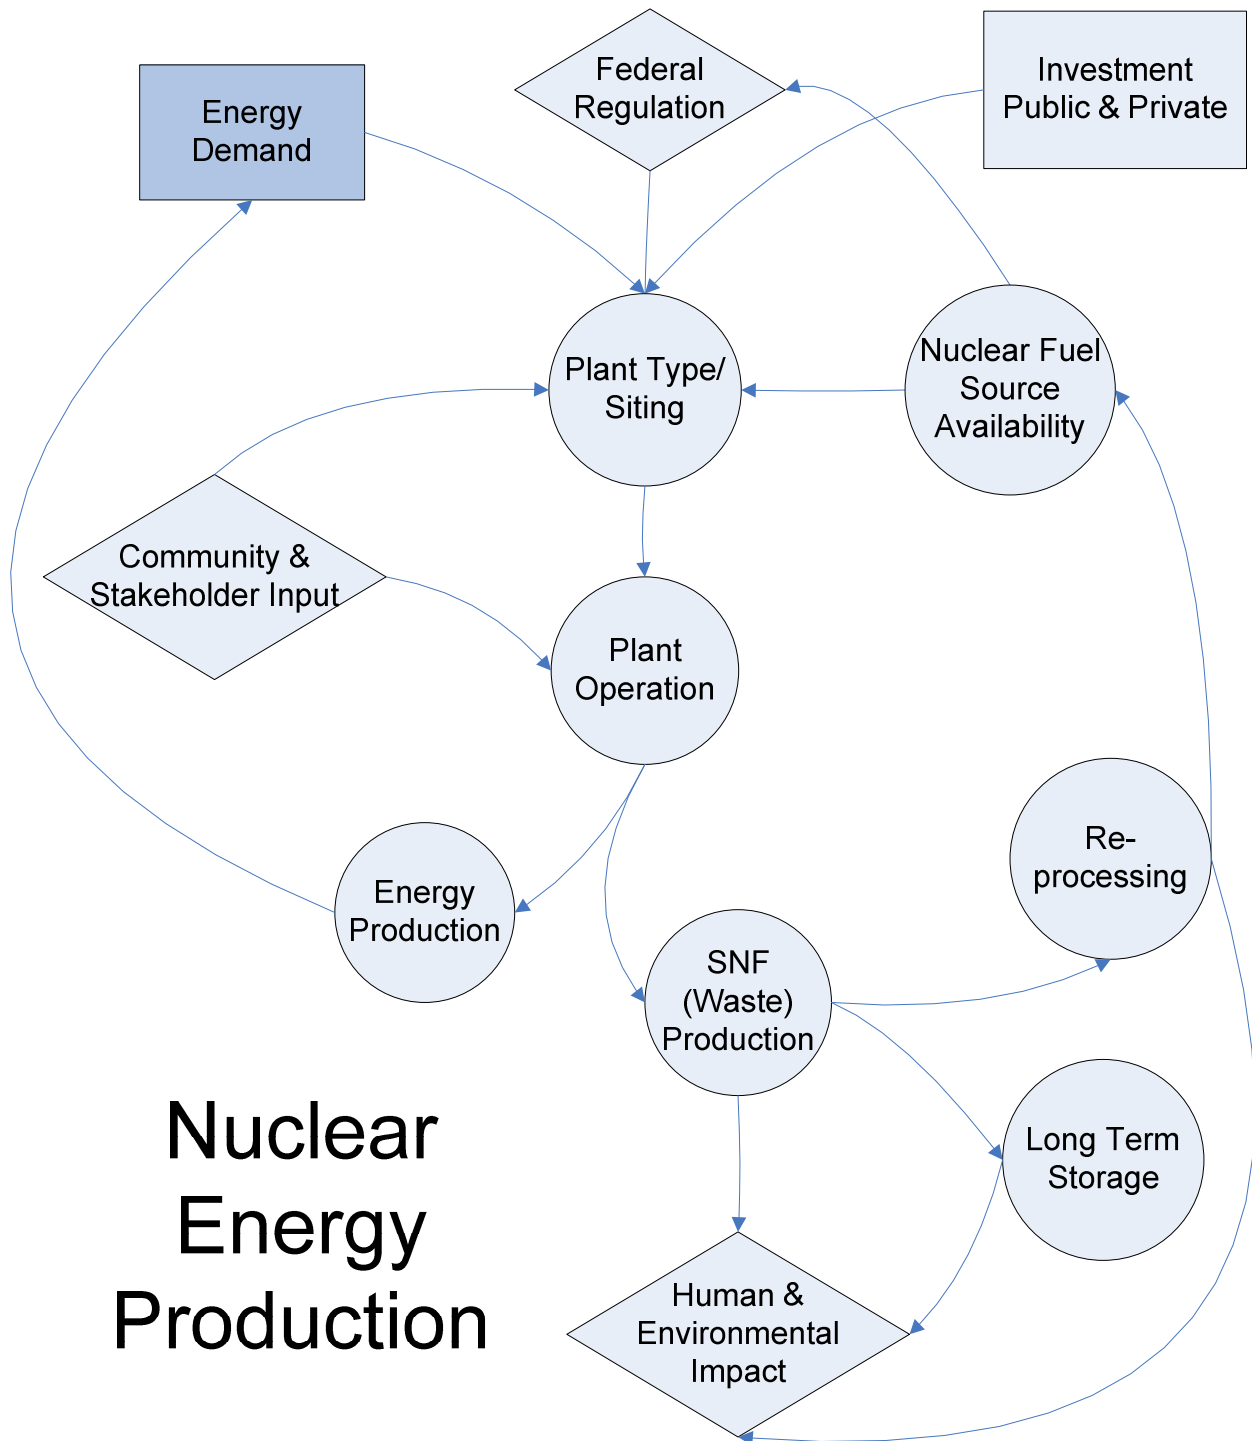 Federal
Regulation
Investment
Public & Private
Energy
Demand
Plant Type/
Siting
Nuclear Fuel
Source
Availability
Community &
Stakeholder Input
Plant
Operation
Re-
processing
Energy
Production
SNF
(Waste)
Production
Long Term
Storage
Nuclear
Energy
Production
Human &
Environmental
Impact